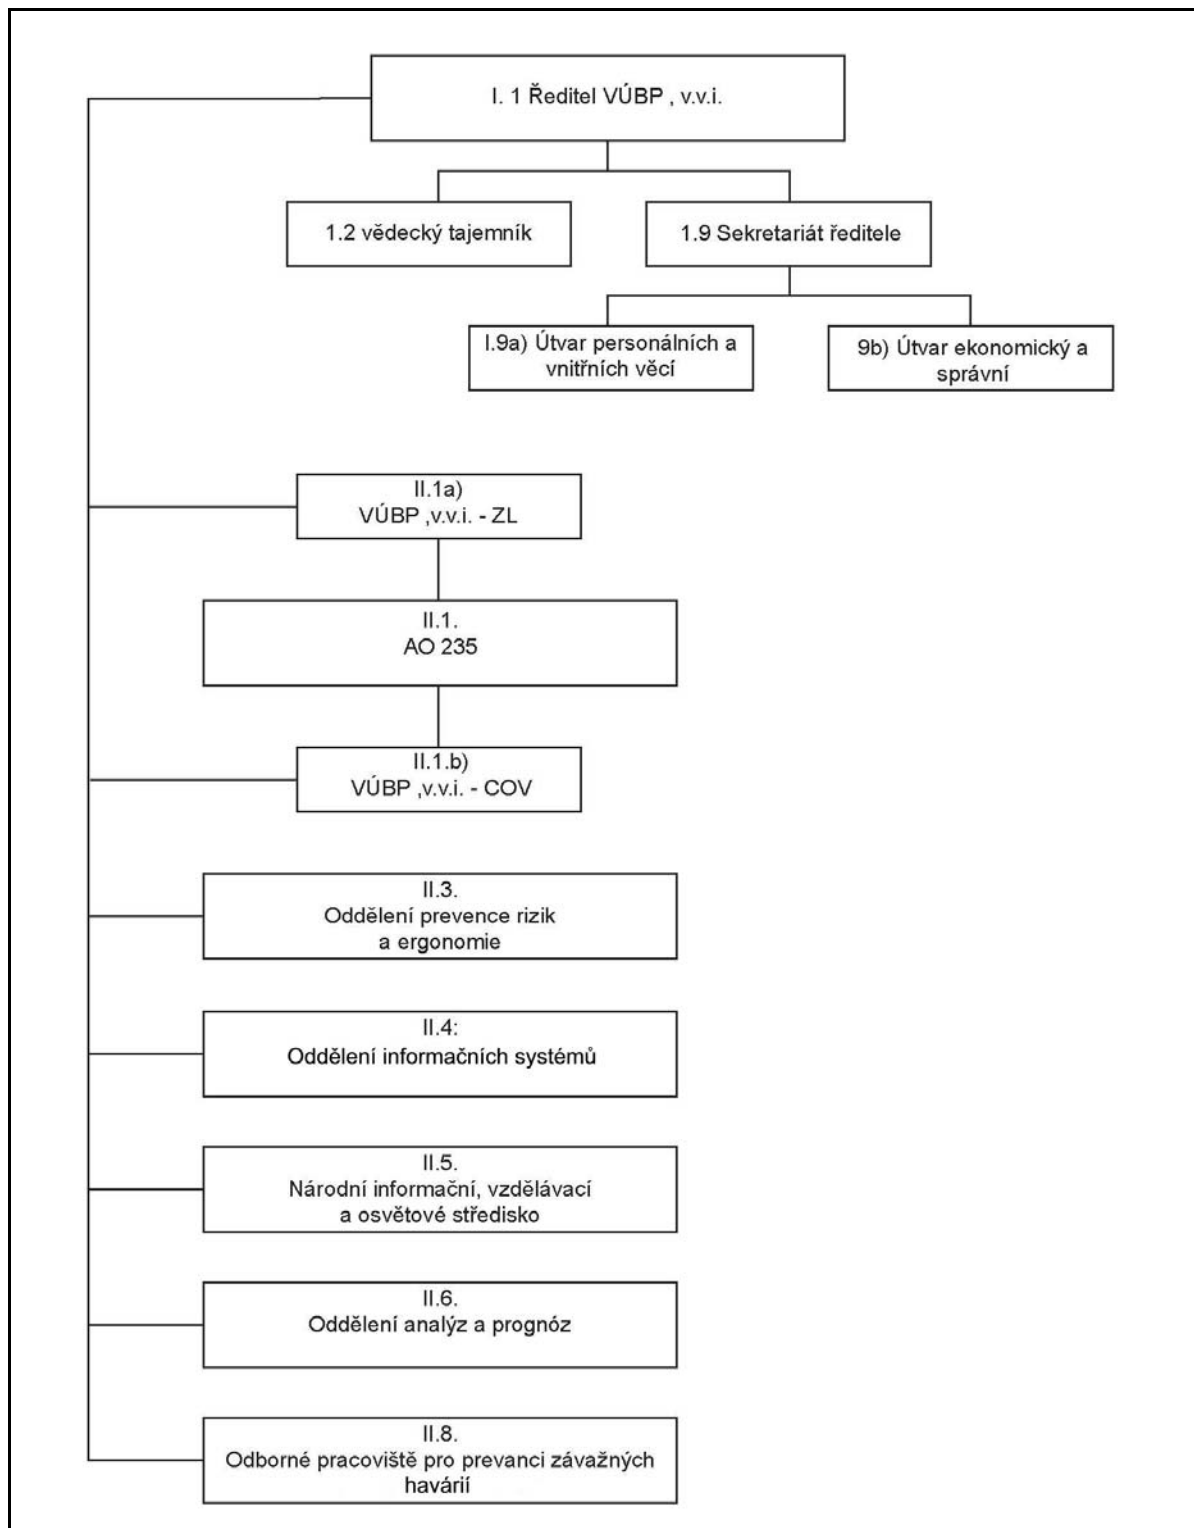 I. 1 Ředitel VÚBP , v.v.i.
1.2 vědecký tajemník
1.9 Sekretariát ředitele
I.9a) Útvar personálních a
vnitřních věcí
9b) Útvar ekonomický a
správní
II.1a)
VÚBP ,v.v.i. - ZL
II.1.
AO 235
II.1.b)
VÚBP ,v.v.i. - COV
II.3.
Oddělení prevence rizik
a ergonomie
II.4:
Oddělení informačních systémů
II.5.
Národní informační, vzdělávací
a osvětové středisko
II.6.
Oddělení analýz a prognóz
II.8.
Odborné pracoviště pro prevanci závažných
havárií